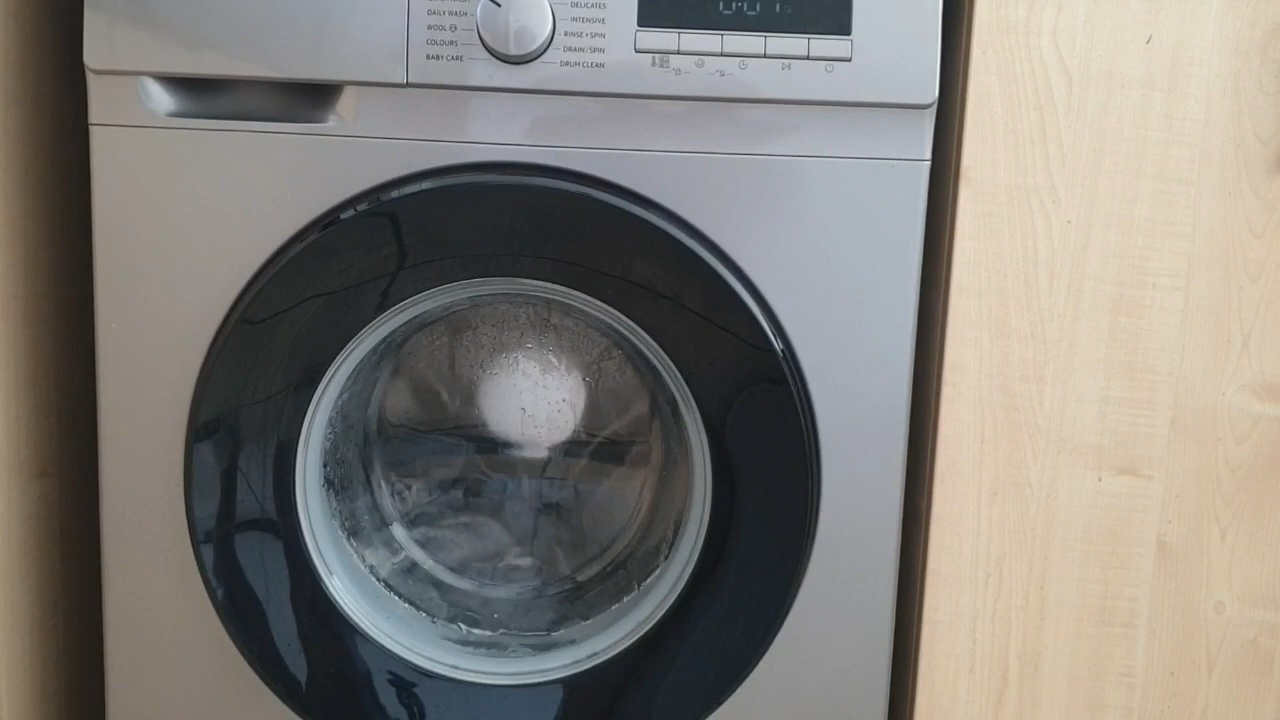 DAILY WASH
WOOL
COLOURS
BABY CARE
DELICATES
INTENSIVE
RINSE+SPIN
DRAIN/SPIN
DRUM CLEAN